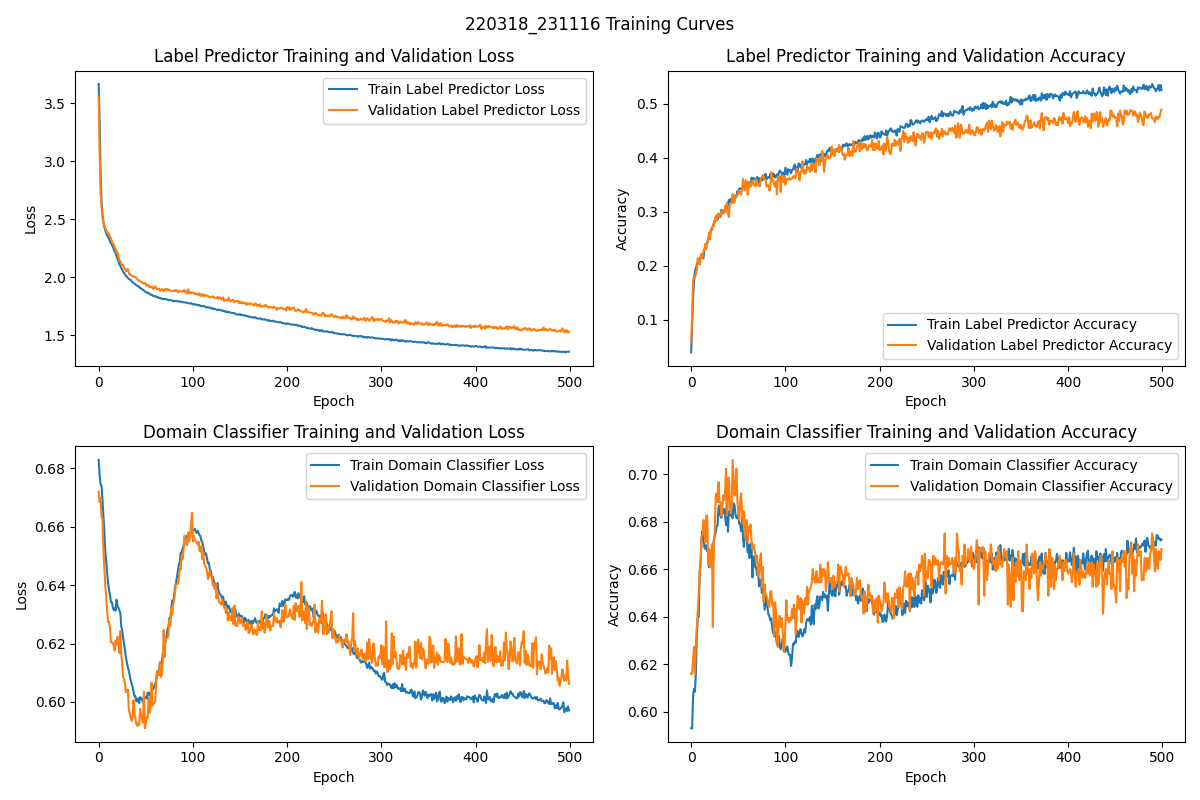 220318_231116 Training Curves
Label Predictor Training and Validation Loss
Train Label Predictor Loss
Validation Label Predictor Loss
Loss
3.5
3.0
2.5
2.0
1.5
0 100 200 300 400 500
Epoch
Label Predictor Training and Validation Accuracy
Train Label Predictor Accuracy
Validation Label Predictor Accuracy
Accuracy
0.5
0.4
0.3
0.2
0.1
0 100 200 300 400 500
Epoch
Domain Classifier Training and Validation Loss
Train Domain Classifier Loss
Validation Domain Classifier Loss
Loss
0.68
0.66
0.64
0.62
0.60
0 100 200 300 400 500
Epoch
Domain Classifier Training and Validation Accuracy
Train Domain Classifier Accuracy
Validation Domain Classifier Accuracy
Accuracy
0.70
0.68
0.66
0.64
0.62
0.60
0 100 200 300 400 500
Epoch